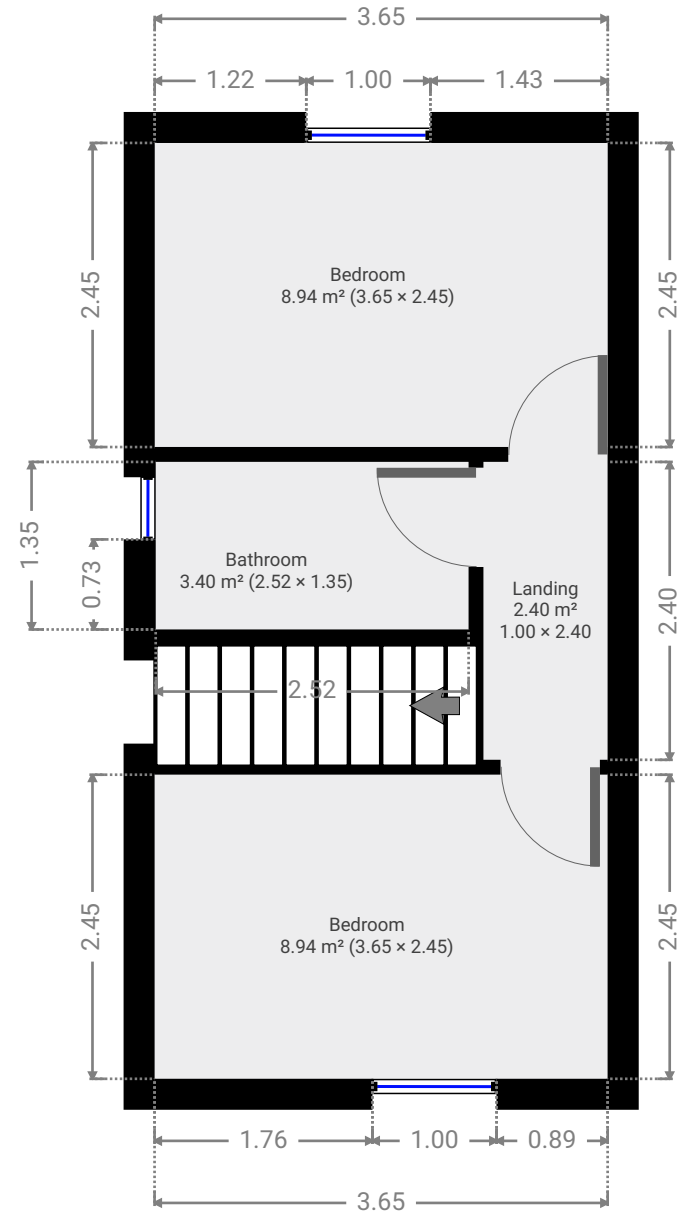 3.65
1.22
1.00
1.43
2.45
2.45
Bedroom
8.94 m² (3.65 × 2.45)
1.35
0.73
Bathroom
3.40 m² (2.52 × 1.35)
Landing
2.40 m²
1.00 × 2.40
2.40
2.52
2.45
2.45
Bedroom
8.94 m² (3.65 × 2.45)
1.76
1.00
0.89
3.65